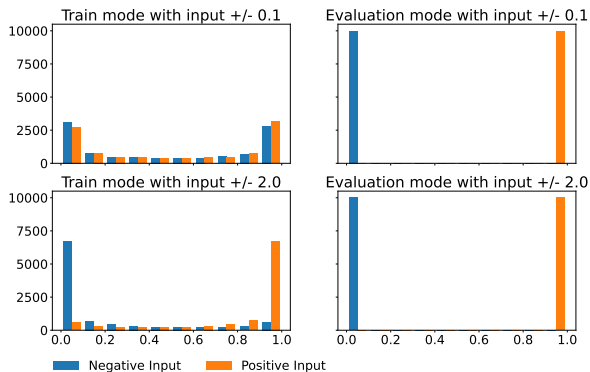 Train mode with input +/- 0.1
Evaluation mode with input +/- 0.1
10000
7500
5000
2500
0
Train mode with input +/- 2.0
Evaluation mode with input +/- 2.0
10000
7500
5000
2500
0
0.0 0.2 0.4 0.6 0.8 1.0
0.0 0.2 0.4 0.6 0.8 1.0
Negative Input
Positive Input